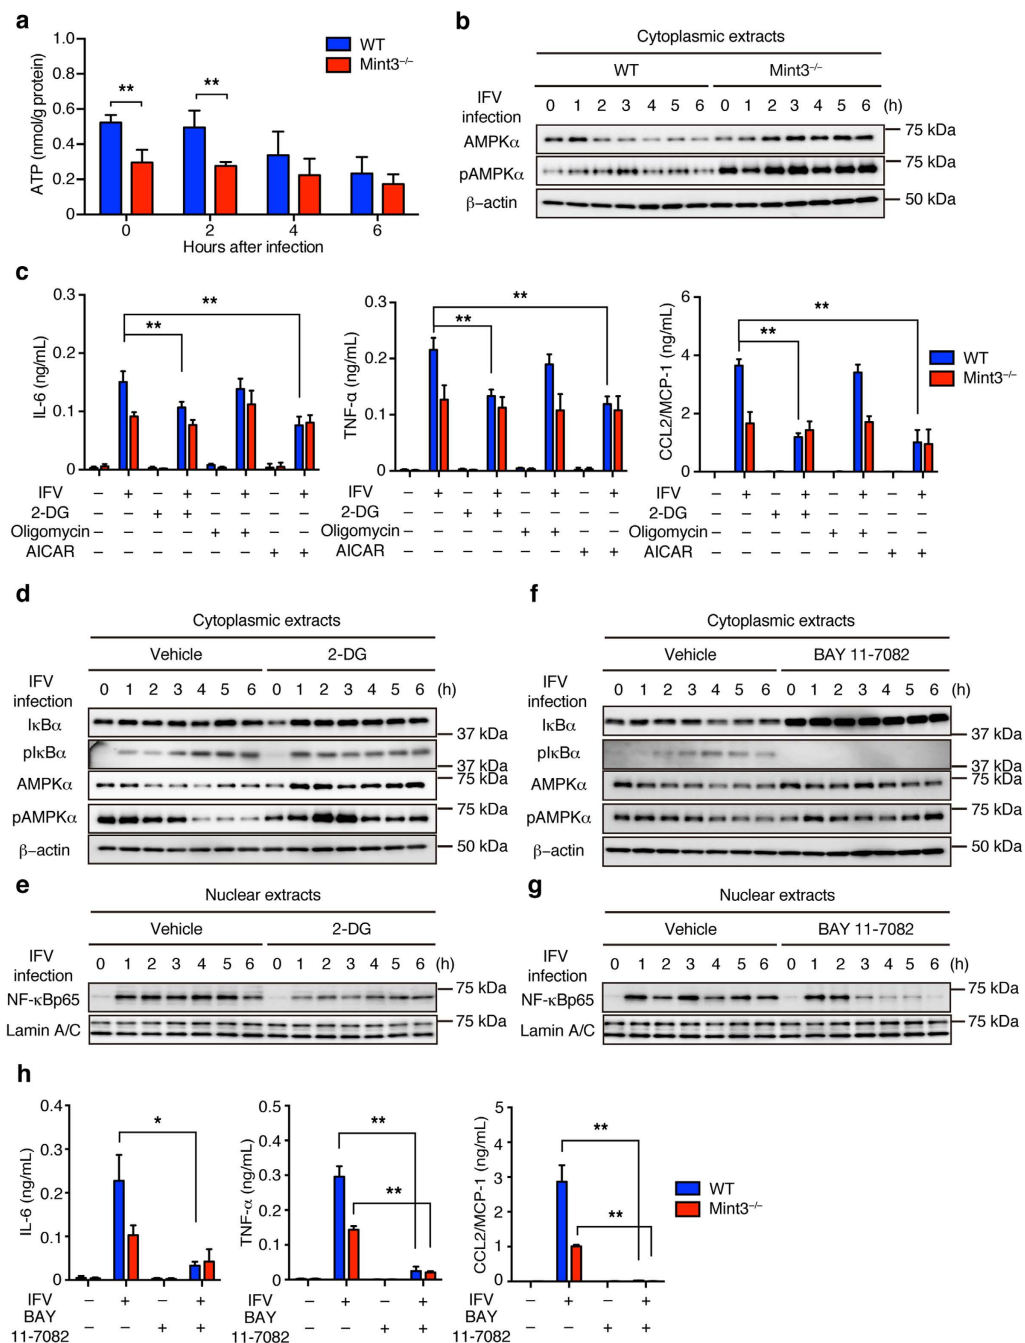 a
1.0
0.8
0.6
0.4
0.2
0
ATP (nmol/g protein)
** **
WT
Mint3–/–
0 2 4 6
Hours after infection
b
Cytoplasmic extracts
WT Mint3–/–
IFV infection
0 1 2 3 4 5 6 0 1 2 3 4 5 6 (h)
AMPKα 75 kDa
pAMPKα 75 kDa
β–actin 50 kDa
c
0.3
0.2
0.1
0
IL-6 (ng/mL)
**
**
0.3
0.2
0.1
0
TNF-α (ng/mL)
**
**
6
4
2
0
CCL2/MCP-1 (ng/mL)
**
**
WT
Mint3–/–
IFV – + – + – + – +
2-DG – – + + – – – –
Oligomycin – – – – + + – –
AICAR – – – – – – + +
IFV – + – + – + – +
2-DG – – + + – – – –
Oligomycin – – – – + + – –
AICAR – – – – – – + +
IFV – + – + – + – +
2-DG – – + + – – – –
Oligomycin – – – – + + – –
AICAR – – – – – – + +
d
Cytoplasmic extracts
Vehicle 2-DG
IFV infection
0 1 2 3 4 5 6 0 1 2 3 4 5 6 (h)
IκBα 37 kDa
pIκBα 37 kDa
AMPKα 75 kDa
pAMPKα 75 kDa
β–actin 50 kDa
e
Nuclear extracts
Vehicle 2-DG
IFV infection
0 1 2 3 4 5 6 0 1 2 3 4 5 6 (h)
NF-κBp65 75 kDa
Lamin A/C 75 kDa
f
Cytoplasmic extracts
Vehicle BAY 11-7082
IFV infection
0 1 2 3 4 5 6 0 1 2 3 4 5 6 (h)
IκBα 37 kDa
pIκBα 37 kDa
AMPKα 75 kDa
pAMPKα 75 kDa
β–actin 50 kDa
g
Nuclear extracts
Vehicle BAY 11-7082
IFV infection
0 1 2 3 4 5 6 0 1 2 3 4 5 6 (h)
NF-κBp65 75 kDa
Lamin A/C 75 kDa
h
0.4
0.3
0.2
0.1
0
IL-6 (ng/mL)
*
IFV – + – +
BAY 11-7082 – – + +
0.5
0.4
0.3
0.2
0.1
0
TNF-α (ng/mL)
**
**
IFV – + – +
BAY 11-7082 – – + +
5
4
3
2
1
0
CCL2/MCP-1 (ng/mL)
**
**
IFV – + – +
BAY 11-7082 – – + +
WT
Mint3–/–